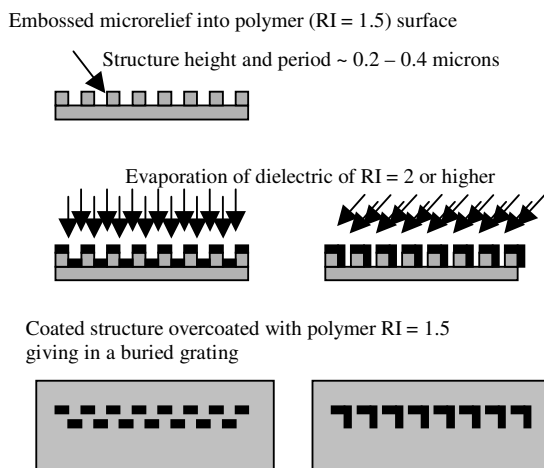 Embossed microrelief into polymer (RI = 1.5) surface
Structure height and period ~ 0.2 – 0.4 microns
Evaporation of dielectric of RI = 2 or higher
Coated structure overcoated with polymer RI = 1.5
giving in a buried grating